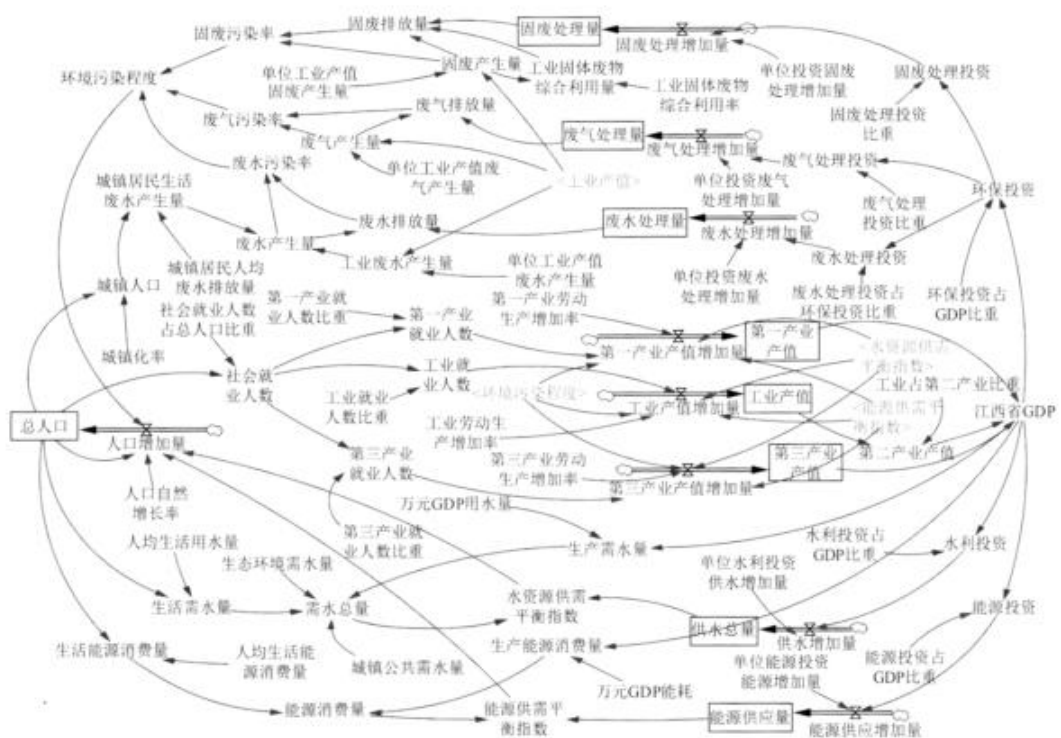 固废污染率
固废排放量
固废处理量
固废处理增加量
环境污染程度
单位工业产值
固废产生量
固废产生量
工业固体废物
综合利用量
工业固体废物
综合利用率
单位投资固废
处理增加量
固废处理投资
固废处理投资
比重
废气污染率
废气排放量
废气产生量
废气处理量
废气处理增加量
废气处理投资
单位工业产值废
气产生量
<工业产值>
单位投资废气
处理增加量
废气处理
投资比重
环保投资
废水污染率
城镇居民生活
废水产生量
废水排放量
废水处理量
废水处理增加量
废水产生量
工业废水产生量
废水处理投资
单位工业产值
废水产生量
单位投资废水
处理增加量
废水处理投资占
环保投资比重
环保投资占
GDP比重
城镇人口
城镇居民人均
废水排放量
社会就业人数
占总人口比重
城镇化率
第一产业就
业人数比重
第一产业
就业人数
第一产业劳动
生产增加率
第一产业产值增加量
第一产业
产值
<水资源供需
平衡指数>
社会就
业人数
工业就
业人数
工业就业
人数比重
<环境污染程度>
工业产值增加量
工业产值
工业占第二产业比重
<能源供需平
衡指数>
江西省GDP
总人口
人口增加量
工业劳动生
产增加率
第二产业产值
第三产业
就业人数
第三产业劳动
生产增加率
第三产业产值增加量
第三产业
产值
人口自然
增长率
万元GDP用水量
第三产业就
业人数比重
人均生活用水量
生态环境需水量
生产需水量
水利投资占
GDP比重
水利投资
单位水利投资
供水增加量
生活需水量
需水总量
水资源供需
平衡指数
供水总量
供水增加量
能源投资
生活能源消费量
人均生活能
源消费量
城镇公共需水量
生产能源消费量
单位能源投资
能源增加量
能源投资占
GDP比重
万元GDP能耗
能源消费量
能源供需平
衡指数
能源供应量
能源供应增加量